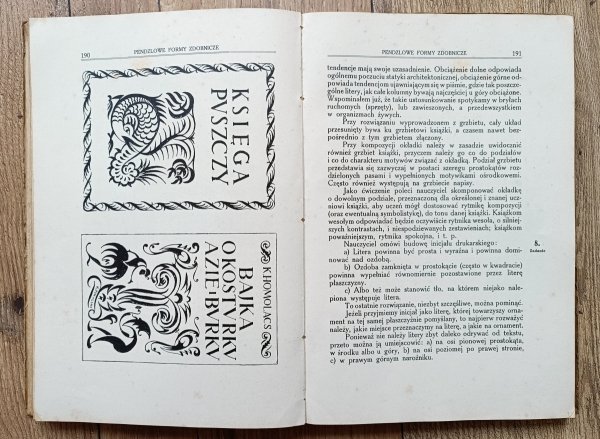 190
PENDZLOWE FORMY ZDOBNICZE
KSIĘGA
PVSZCZY
K·HOMOLACS
BAJKA
O KOSTVRKV
AZIE-BVRKV
PENDZLOWE FORMY ZDOBNICZE
191
tendencje mają swoje uzasadnienie. Obciążenie dolne odpowiada
ogólnemu poczuciu statyki architektonicznej, obciążenie górne od-
powiada tendencjom ujawniającym się w piśmie, gdzie tak poszcze-
gólne litery, jak całe kolumny bywają najczęściej u góry obciążone.
Wspominałem już, że takie ustosunkowanie spotykamy w bryłach
ruchomych (sprzęty), lub zawieszonych, a przedewszystkiem
w organizmach żywych.
Przy rozwiązaniu wyprowadzonem z grzbietu, cały układ
przesunięty bywa ku grzbietowi książki, a czasem nawet bez-
pośrednio z tym grzbietem złączony.
Przy kompozycji okładki należy w zasadzie uwidocznić
również grzbiet książki, przyczem należy go co do podziału
i co do charakteru motywów związać z okładką. Podział grzbietu
przedstawia się zazwyczaj w postaci szeregu prostokątów roz-
dzielonych pasami i wypełnionych motywikami ośrodkowemi.
Często również występują na grzbiecie napisy.
Jako ćwiczenie poleci nauczyciel skomponować okładkę
o dowolnym podziale, przeznaczoną dla określonej i znanej ucz-
niowi książki, aby uczeń mógł dostosować rytmikę kompozycji
(oraz ewentualną symbolistykę), do tonu danej książki. Książkom
wesołym odpowiadać będzie oczywiście rytmika wesoła, o silniej-
szych kontrastach, i niespodziewanych zestawieniach; książkom
poważniejszym, rytmika spokojna, i t. p.
Nauczyciel omówi budowę inicjału drukarskiego:
8.
Zadanie
a) Litera powinna być prosta i wyraźna i powinna domi-
nować nad ozdobą.
b) Ozdoba zamknięta w prostokącie (często w kwadracie)
powinna wypełniać równomiernie pozostawione przez literę
płaszczyzny.
c) Albo też może stanowić tło, na którem niejako nale-
piona występuje litera.
To ostatnie rozwiązanie, niezbyt szczęśliwe, można pominąć.
Jeżeli przyjmiemy inicjał jako literę, której towarzyszy orna-
ment na tej samej płaszczyźnie pomyślany, to najpierw rozważyć
należy, jakie miejsce przeznaczymy na literę, a jakie na ornament.
Ponieważ nie należy litery zbyt daleko odrywać od tekstu,
przeto można ją umiejscowić: a) na osi pionowej prostokąta,
w środku albo u góry, b) na osi poziomej po prawej stronie,
c) w prawym górnym narożniku.